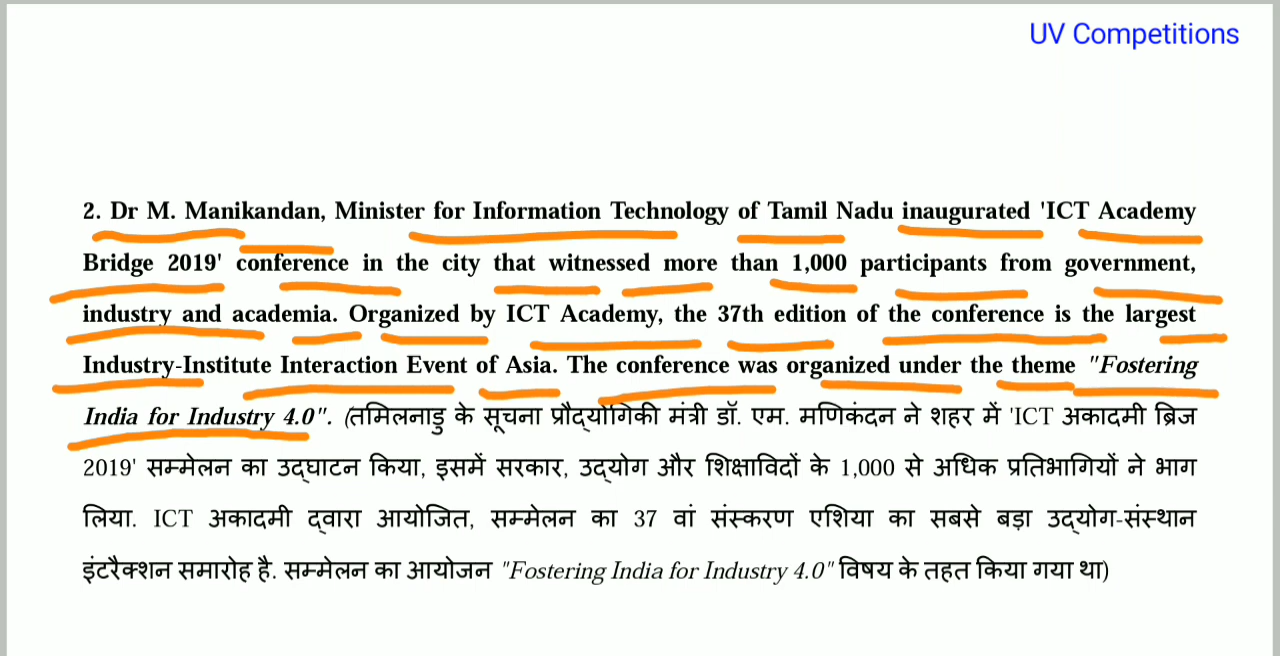 UV Competitions
2. Dr M. Manikandan, Minister for Information Technology of Tamil Nadu inaugurated 'ICT Academy
Bridge 2019' conference in the city that witnessed more than 1,000 participants from government,
industry and academia. Organized by ICT Academy, the 37th edition of the conference is the largest
Industry-Institute Interaction Event of Asia. The conference was organized under the theme "Fostering
India for Industry 4.0". (तमिलनाडु के सूचना प्रौद्योगिकी मंत्री डॉ. एम. मणिकंदन ने शहर में 'ICT अकादमी ब्रिज
2019' सम्मेलन का उद्घाटन किया, इसमें सरकार, उद्योग और शिक्षाविदों के 1,000 से अधिक प्रतिभागियों ने भाग
लिया. ICT अकादमी द्वारा आयोजित, सम्मेलन का 37 वां संस्करण एशिया का सबसे बड़ा उद्योग-संस्थान
इंटरैक्शन समारोह है. सम्मेलन का आयोजन "Fostering India for Industry 4.0" विषय के तहत किया गया था)